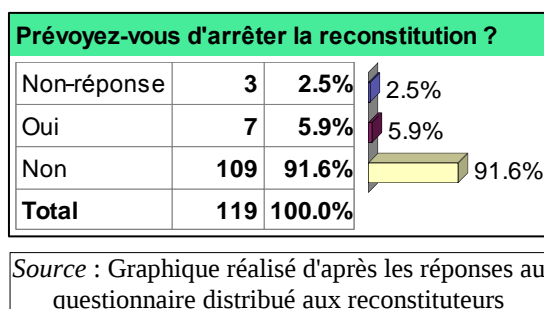 Prévoyez-vous d'arrêter la reconstitution ?
Non-réponse 3 2.5% 2.5%
Oui 7 5.9% 5.9%
Non 109 91.6% 91.6%
Total 119 100.0%
Source : Graphique réalisé d'après les réponses au
questionnaire distribué aux reconstituteurs